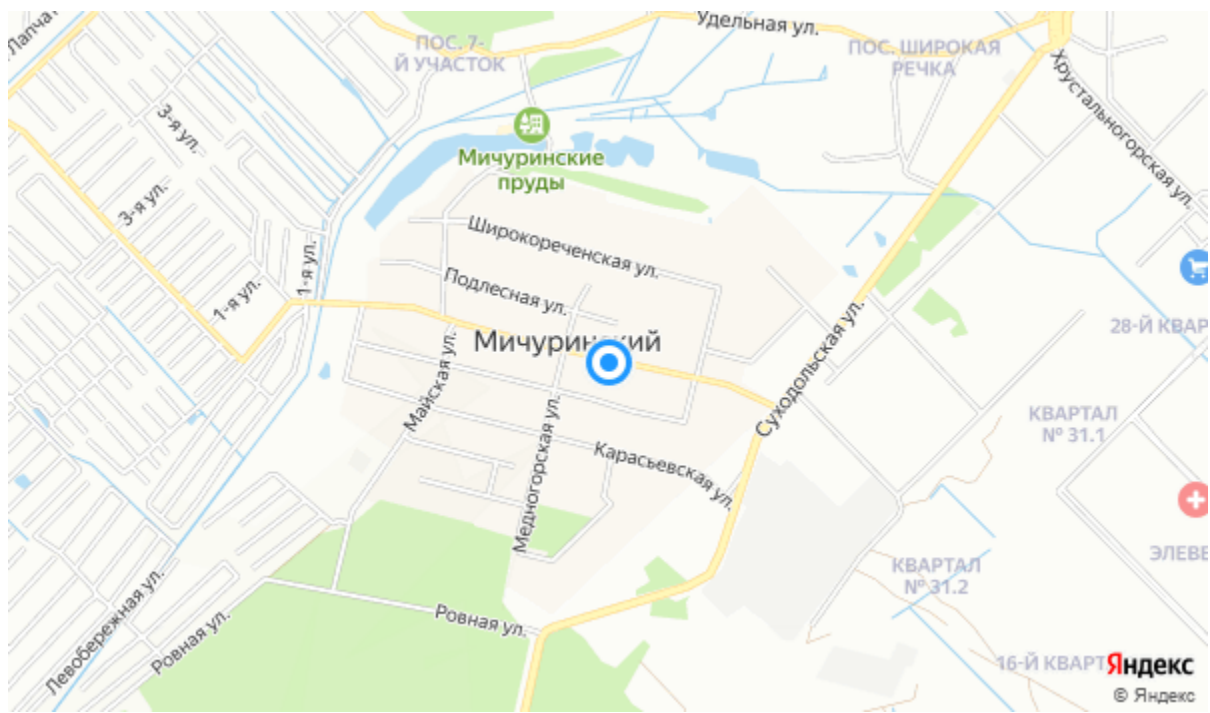 Лапчат
Удельная ул.
ПОС. 7-
Й УЧАСТОК
ПОС. ШИРОКАЯ
РЕЧКА
Хрустальногорская ул.
3-я ул.
Мичуринские
пруды
3-я ул.
Широкореченская ул.
1-я ул.
1-я ул.
Подлесная ул.
Мичуринский
28-Й КВАР
Майская ул.
Суходольская ул.
КВАРТАЛ
№ 31.1
Медногорская ул.
Карасьевская ул.
ЭЛЕВЕ
КВАРТАЛ
№ 31.2
Левобережная ул.
Ровная ул.
Ровная ул.
16-Й КВАРТ
Яндекс
© Яндекс